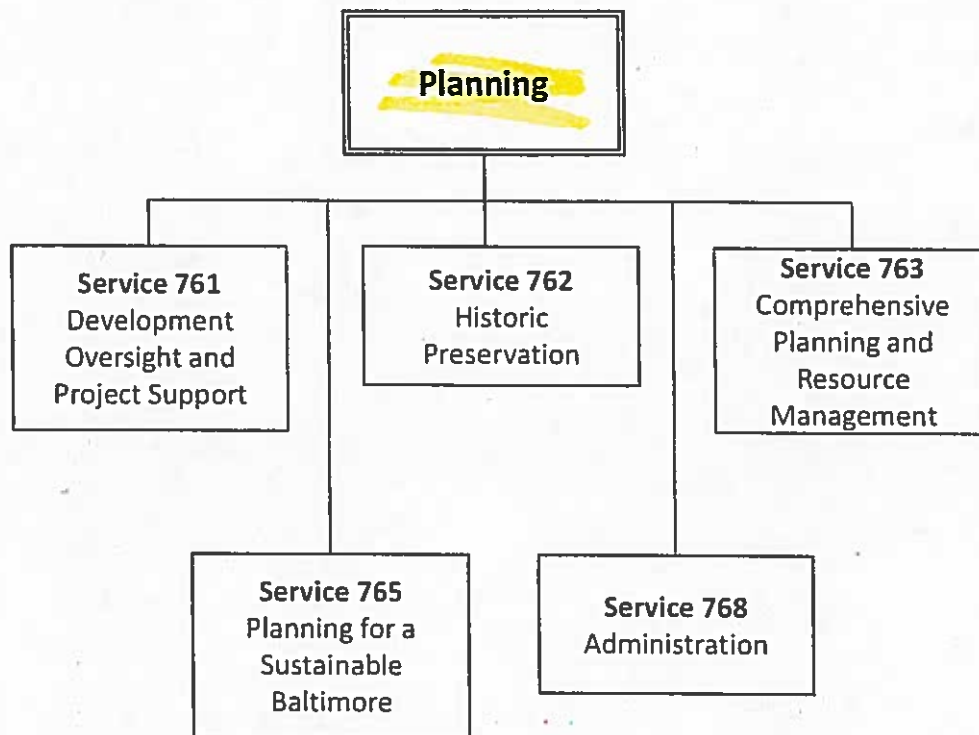 Planning
Service 761
Development
Oversight and
Project Support
Service 762
Historic
Preservation
Service 763
Comprehensive
Planning and
Resource
Management
Service 765
Planning for a
Sustainable
Baltimore
Service 768
Administration